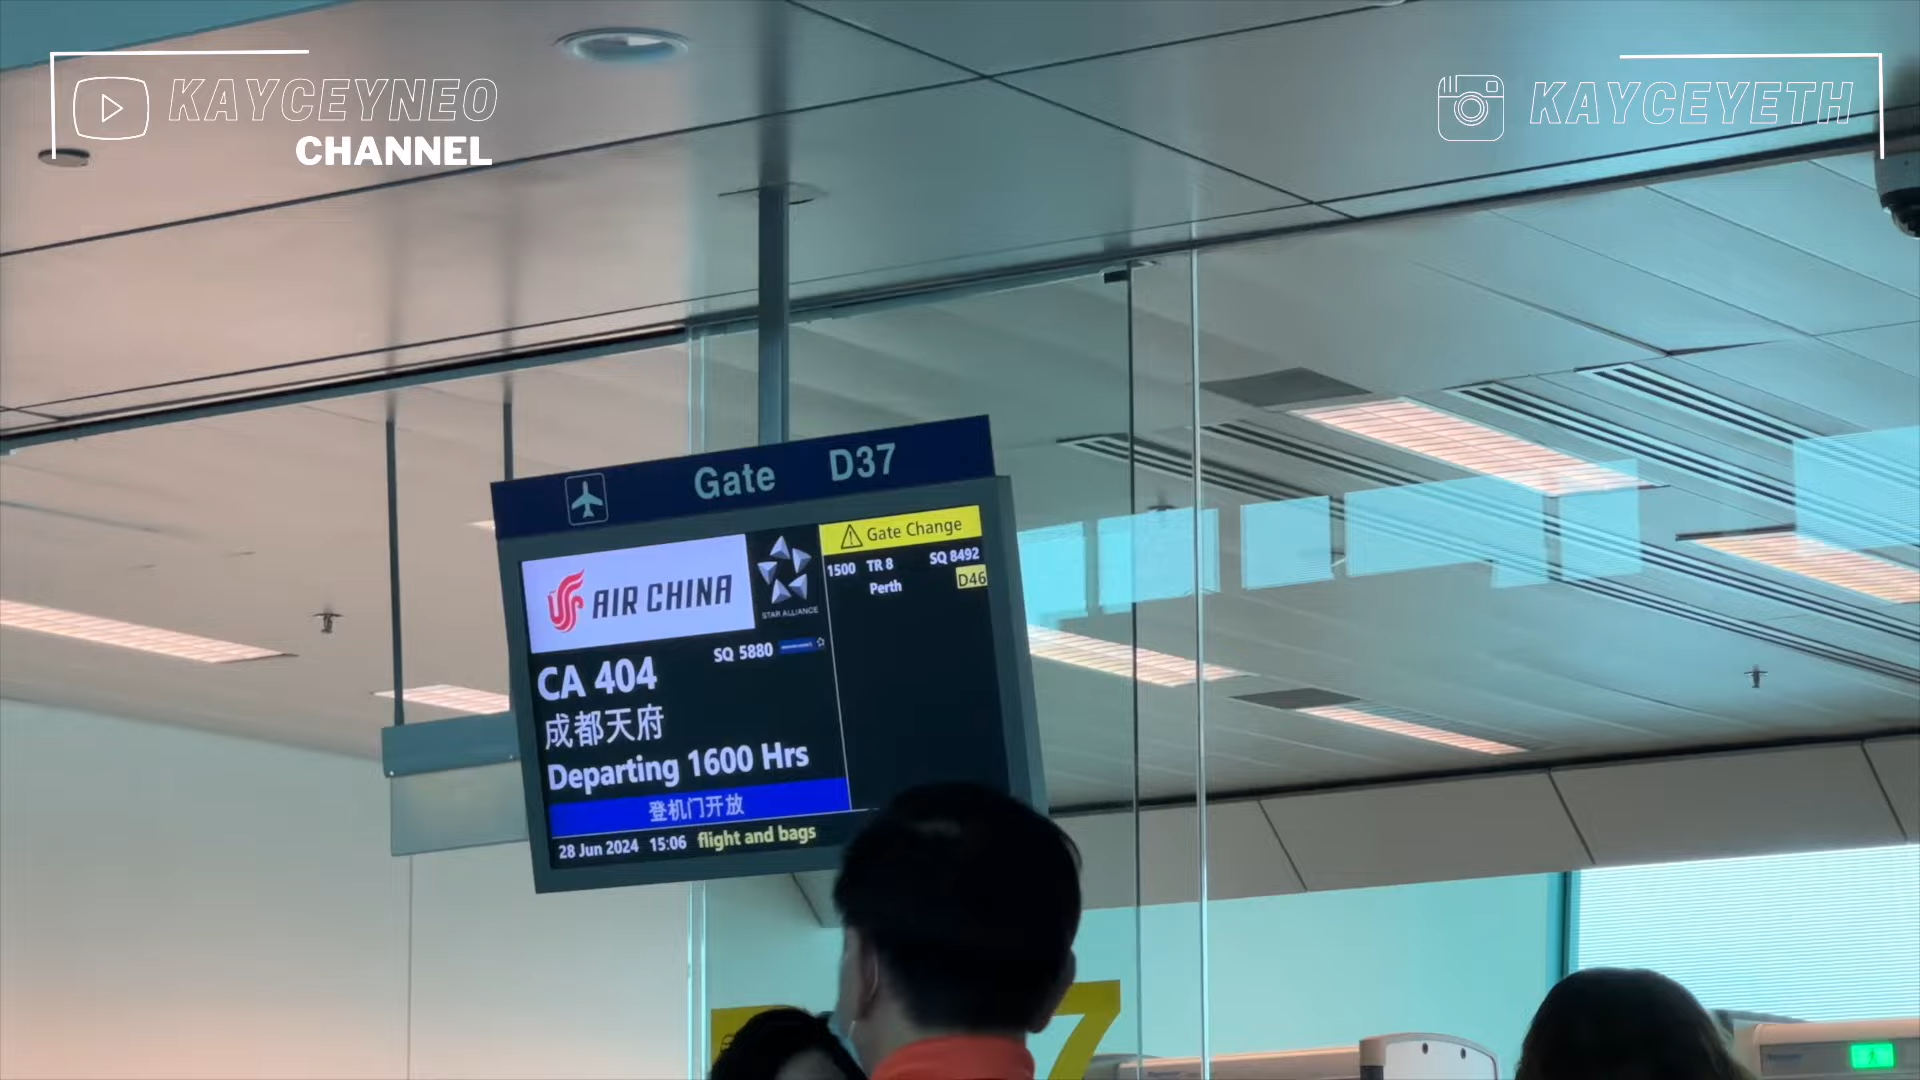 KAYCEYNEO
CHANNEL
KAYCEYETH
Gate D37
AIR CHINA
STAR ALLIANCE
SQ 5880
CA 404
成都天府
Departing 1600 Hrs
登机门开放
28 Jun 2024 15:06 flight and bags
Gate Change
1500 TR 8 SQ 8492
Perth D46
7